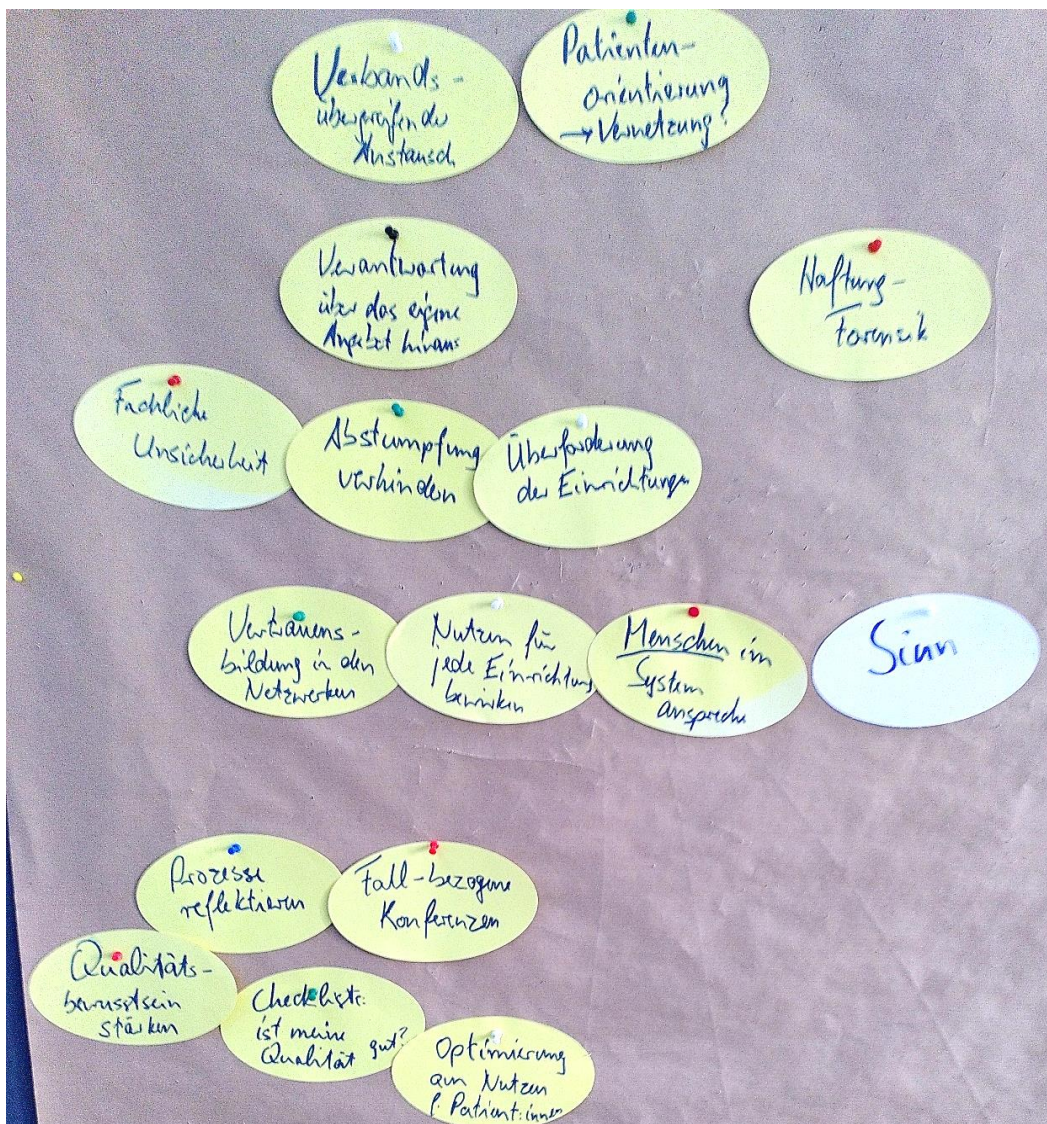 Verbands-
übergreifender
Austausch
Patienten-
orientierung
→ Vernetzung?
Verantwortung
über das eigene
Angebot hinaus
Haftung-
Forensik
Fachliche
Unsicherheit
Abstumpfung
verhindern
Überforderung
der Einrichtungen
Vertrauens-
bildung in den
Netzwerken
Nutzen für
jede Einrichtung
bewirken
Menschen im
System
ansprechen
Sinn
Prozesse
reflektieren
Fall-bezogene
Konferenzen
Qualitäts-
bewusstsein
stärken
Checkliste:
ist meine
Qualität gut?
Optimierung
am Nutzen
f. Patient:innen